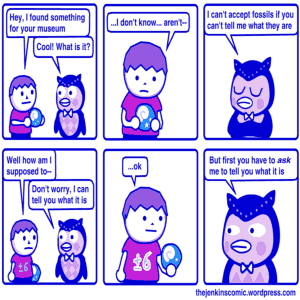 Hey, I found something
for your museum
Cool! What is it?
...I don't know... aren't--
I can't accept fossils if you
can't tell me what they are
Well how am I
supposed to--
Don't worry, I can
tell you what it is
...ok
But first you have to ask
me to tell you what it is
thejenkinscomic.wordpress.com